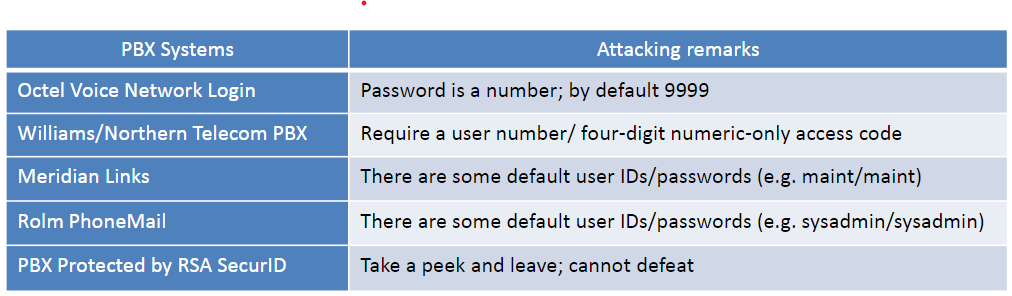 PBX Systems Attacking remarks
Octel Voice Network Login Password is a number; by default 9999
Williams/Northern Telecom PBX Require a user number/ four-digit numeric-only access code
Meridian Links There are some default user IDs/passwords (e.g. maint/maint)
Rolm PhoneMail There are some default user IDs/passwords (e.g. sysadmin/sysadmin)
PBX Protected by RSA SecurID Take a peek and leave; cannot defeat